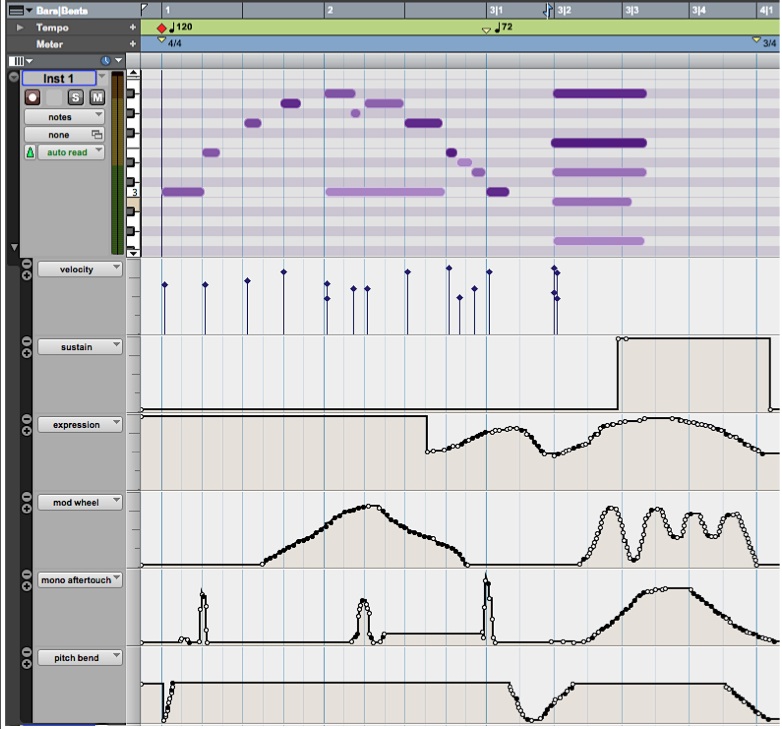 Bars|Beats 1 2 3|1 3|2 3|3 3|4 4|1
Tempo + ♩120 ♩72
Meter + 4/4 3/4
Inst 1
S M
notes
none
auto read
3
velocity
sustain
expression
mod wheel
mono aftertouch
pitch bend